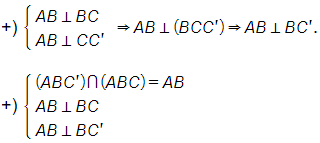 +) { AB ⊥ BC
AB ⊥ CC′ ⇒ AB ⊥ (BCC′) ⇒ AB ⊥ BC′.
+) { (ABC′)∩(ABC) = AB
AB ⊥ BC
AB ⊥ BC′